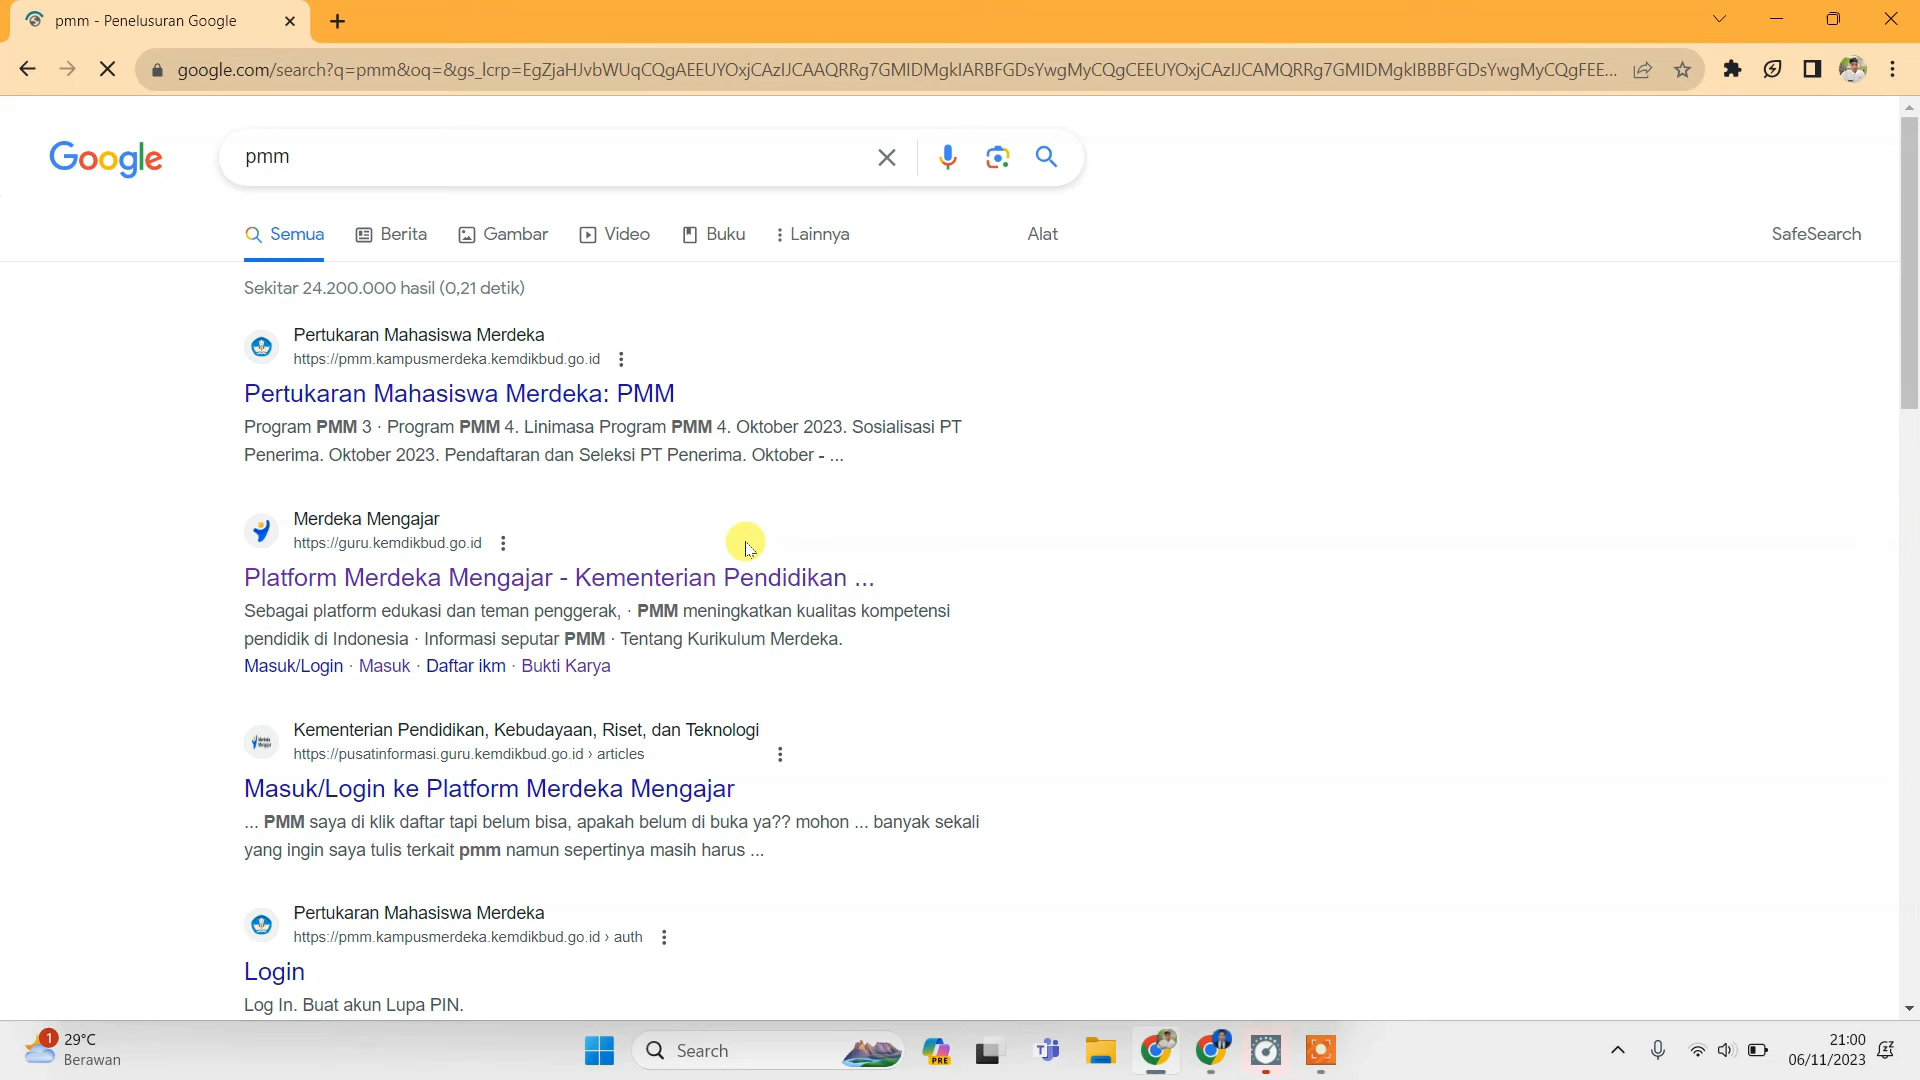 pmm - Penelusuran Google
google.com/search?q=pmm&oq=&gs_lcrp=EgZjaHJvbWUqCQgAEEUYOxjCAzIJCAAQRRg7GMIDMgkIARBFGDsYwgMyCQgCEEUYOxjCAzIJCAMQRRg7GMIDMgkIBBBFGDsYwgMyCQgFEE...
Google
pmm
Semua Berita Gambar Video Buku Lainnya Alat SafeSearch
Sekitar 24.200.000 hasil (0,21 detik)
Pertukaran Mahasiswa Merdeka
https://pmm.kampusmerdeka.kemdikbud.go.id
Pertukaran Mahasiswa Merdeka: PMM
Program PMM 3 · Program PMM 4. Linimasa Program PMM 4. Oktober 2023. Sosialisasi PT
Penerima. Oktober 2023. Pendaftaran dan Seleksi PT Penerima. Oktober - ...
Merdeka Mengajar
https://guru.kemdikbud.go.id
Platform Merdeka Mengajar - Kementerian Pendidikan ...
Sebagai platform edukasi dan teman penggerak, · PMM meningkatkan kualitas kompetensi
pendidik di Indonesia · Informasi seputar PMM · Tentang Kurikulum Merdeka.
Masuk/Login · Masuk · Daftar ikm · Bukti Karya
Kementerian Pendidikan, Kebudayaan, Riset, dan Teknologi
https://pusatinformasi.guru.kemdikbud.go.id › articles
Masuk/Login ke Platform Merdeka Mengajar
... PMM saya di klik daftar tapi belum bisa, apakah belum di buka ya?? mohon ... banyak sekali
yang ingin saya tulis terkait pmm namun sepertinya masih harus ...
Pertukaran Mahasiswa Merdeka
https://pmm.kampusmerdeka.kemdikbud.go.id › auth
Login
Log In. Buat akun Lupa PIN.
1
29°C
Berawan
Search
PRE
21:00
06/11/2023